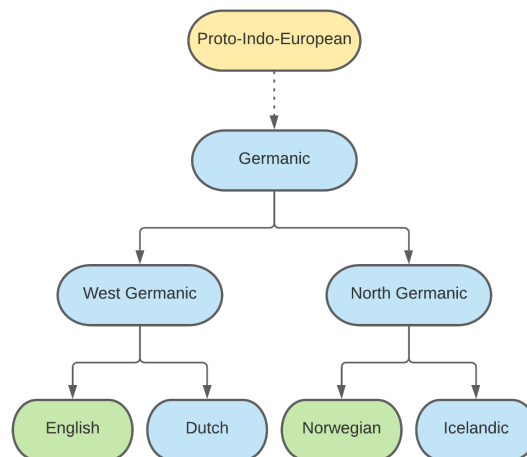 Proto-Indo-European
Germanic
West Germanic
North Germanic
English
Dutch
Norwegian
Icelandic